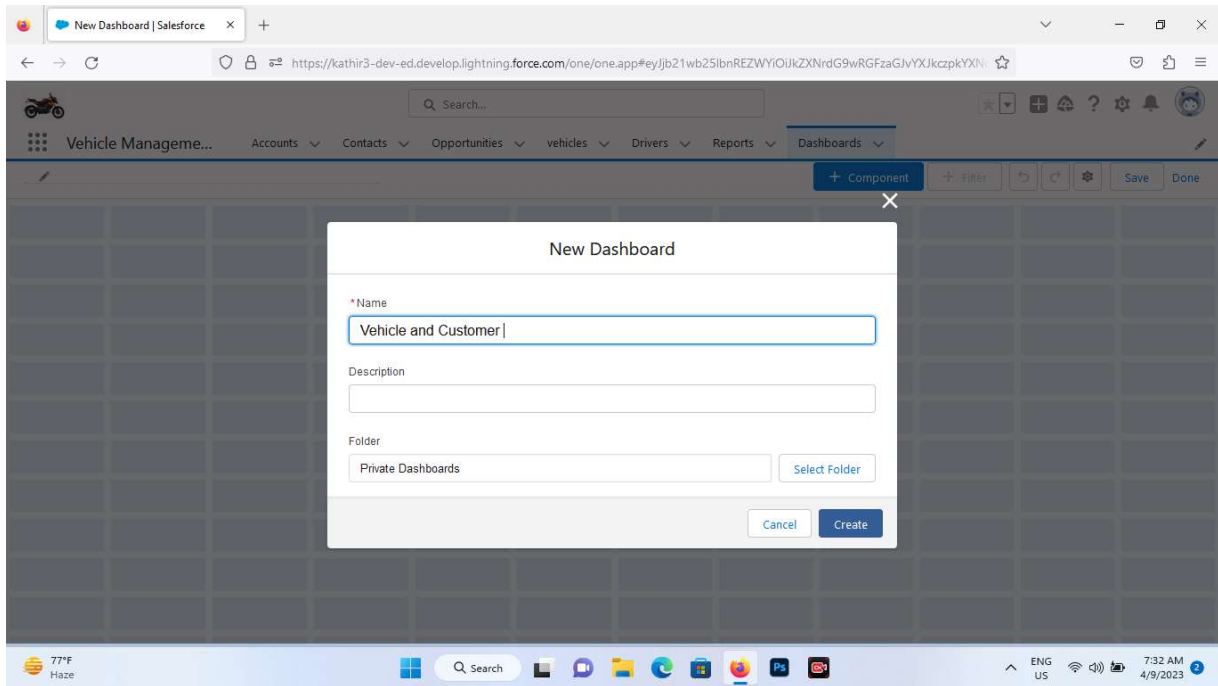 New Dashboard | Salesforce
https://kathir3-dev-ed.develop.lightning.force.com/one/one.app#
Search...
Vehicle Manageme... Accounts Contacts Opportunities vehicles Drivers Reports Dashboards
+ Component + Filter Save Done
New Dashboard
*Name
Vehicle and Customer
Description
Folder
Private Dashboards Select Folder
Cancel Create
77°F
Haze
Search
Ps
ENG
US
7:32 AM
4/9/2023
2